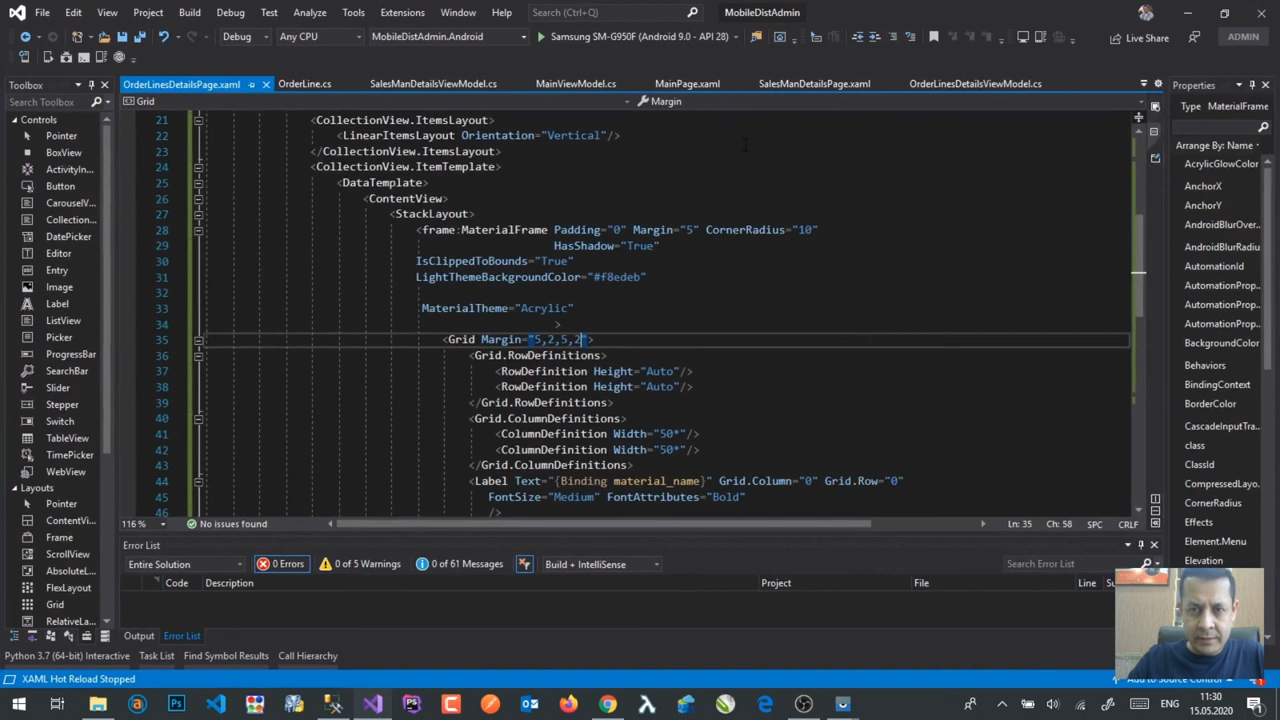 File Edit View Project Build Debug Test Analyze Tools Extensions Window Help Search (Ctrl+Q) MobileDistAdmin
Debug Any CPU MobileDistAdmin.Android Samsung SM-G950F (Android 9.0 - API 28) Live Share ADMIN
Toolbox OrderLinesDetailsPage.xaml OrderLine.cs SalesManDetailsViewModel.cs MainViewModel.cs MainPage.xaml SalesManDetailsPage.xaml OrderLinesDetailsViewModel.cs Properties
Search Toolbox Grid Margin Type MaterialFrame
Controls
Pointer
BoxView
ActivityIn...
Button
CarouselV...
Collection...
DatePicker
Editor
Entry
Image
Label
ListView
Picker
ProgressBar
SearchBar
Slider
Stepper
Switch
TableView
TimePicker
WebView
Layouts
Pointer
ContentVi...
Frame
ScrollView
AbsoluteL...
FlexLayout
Grid
RelativeLa...
21 <CollectionView.ItemsLayout>
22 <LinearItemsLayout Orientation="Vertical"/>
23 </CollectionView.ItemsLayout>
24 <CollectionView.ItemTemplate>
25 <DataTemplate>
26 <ContentView>
27 <StackLayout>
28 <frame:MaterialFrame Padding="0" Margin="5" CornerRadius="10"
29 HasShadow="True"
30 IsClippedToBounds="True"
31 LightThemeBackgroundColor="#f8edeb"
32
33 MaterialTheme="Acrylic"
34 >
35 <Grid Margin="5,2,5,2">
36 <Grid.RowDefinitions>
37 <RowDefinition Height="Auto"/>
38 <RowDefinition Height="Auto"/>
39 </Grid.RowDefinitions>
40 <Grid.ColumnDefinitions>
41 <ColumnDefinition Width="50*"/>
42 <ColumnDefinition Width="50*"/>
43 </Grid.ColumnDefinitions>
44 <Label Text="{Binding material_name}" Grid.Column="0" Grid.Row="0"
45 FontSize="Medium" FontAttributes="Bold"
46 />
116 % No issues found Ln: 35 Ch: 58 SPC CRLF
Arrange By: Name
AcrylicGlowColor
AnchorX
AnchorY
AndroidBlurOver...
AndroidBlurRadiu
AutomationId
AutomationProp...
AutomationProp...
AutomationProp...
BackgroundColor
Behaviors
BindingContext
BorderColor
CascadeInputTra...
class
ClassId
CompressedLayo...
CornerRadius
Effects
Element.Menu
Elevation
Error List
Entire Solution 0 Errors 0 of 5 Warnings 0 of 61 Messages Build + IntelliSense Search Error List
Code Description Project File Line Su
Output Error List
Python 3.7 (64-bit) Interactive Task List Find Symbol Results Call Hierarchy
XAML Hot Reload Stopped Add to Source Control
ENG 11:30
15.05.2020